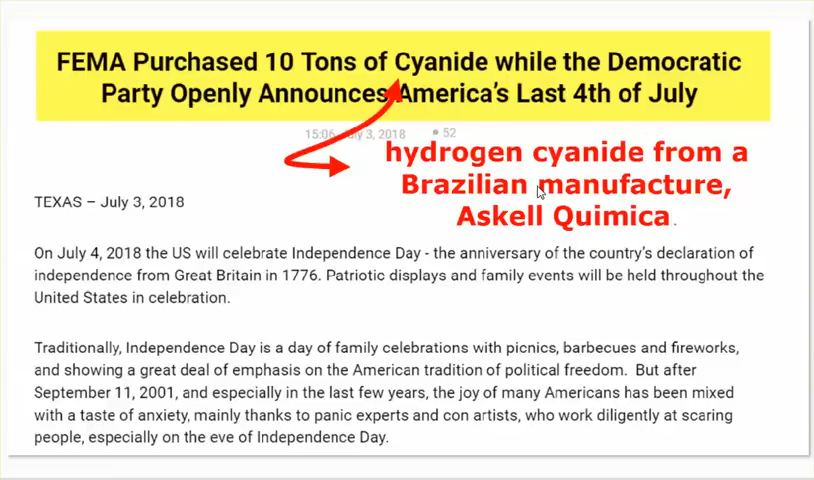 FEMA Purchased 10 Tons of Cyanide while the Democratic
Party Openly Announces America's Last 4th of July
15:06 July 3, 2018 52
hydrogen cyanide from a
Brazilian manufacture,
Askell Quimica.
TEXAS – July 3, 2018
On July 4, 2018 the US will celebrate Independence Day - the anniversary of the country's declaration of
independence from Great Britain in 1776. Patriotic displays and family events will be held throughout the
United States in celebration.
Traditionally, Independence Day is a day of family celebrations with picnics, barbecues and fireworks,
and showing a great deal of emphasis on the American tradition of political freedom. But after
September 11, 2001, and especially in the last few years, the joy of many Americans has been mixed
with a taste of anxiety, mainly thanks to panic experts and con artists, who work diligently at scaring
people, especially on the eve of Independence Day.